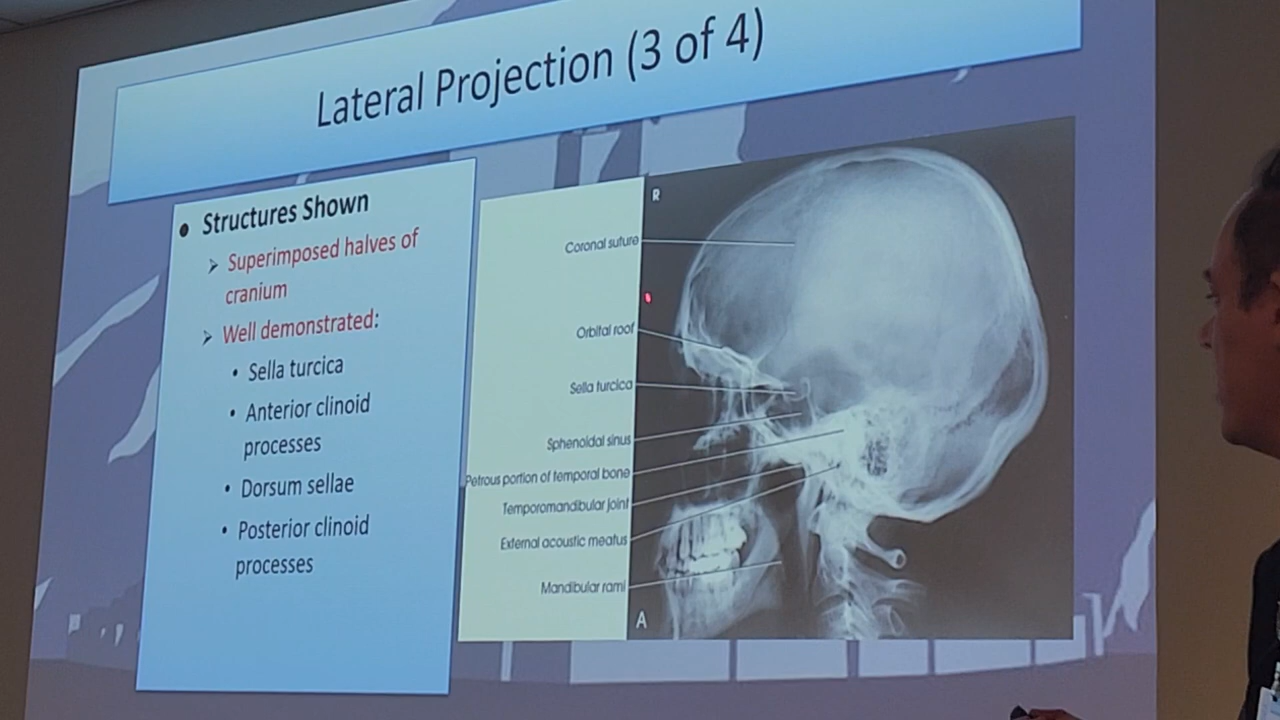 Lateral Projection (3 of 4)
• Structures Shown
➢ Superimposed halves of
cranium
➢ Well demonstrated:
• Sella turcica
• Anterior clinoid
processes
• Dorsum sellae
• Posterior clinoid
processes
R
Coronal suture
Orbital roof
Sella turcica
Sphenoidal sinus
Petrous portion of temporal bone
Temporomandibular joint
External acoustic meatus
Mandibular rami
A